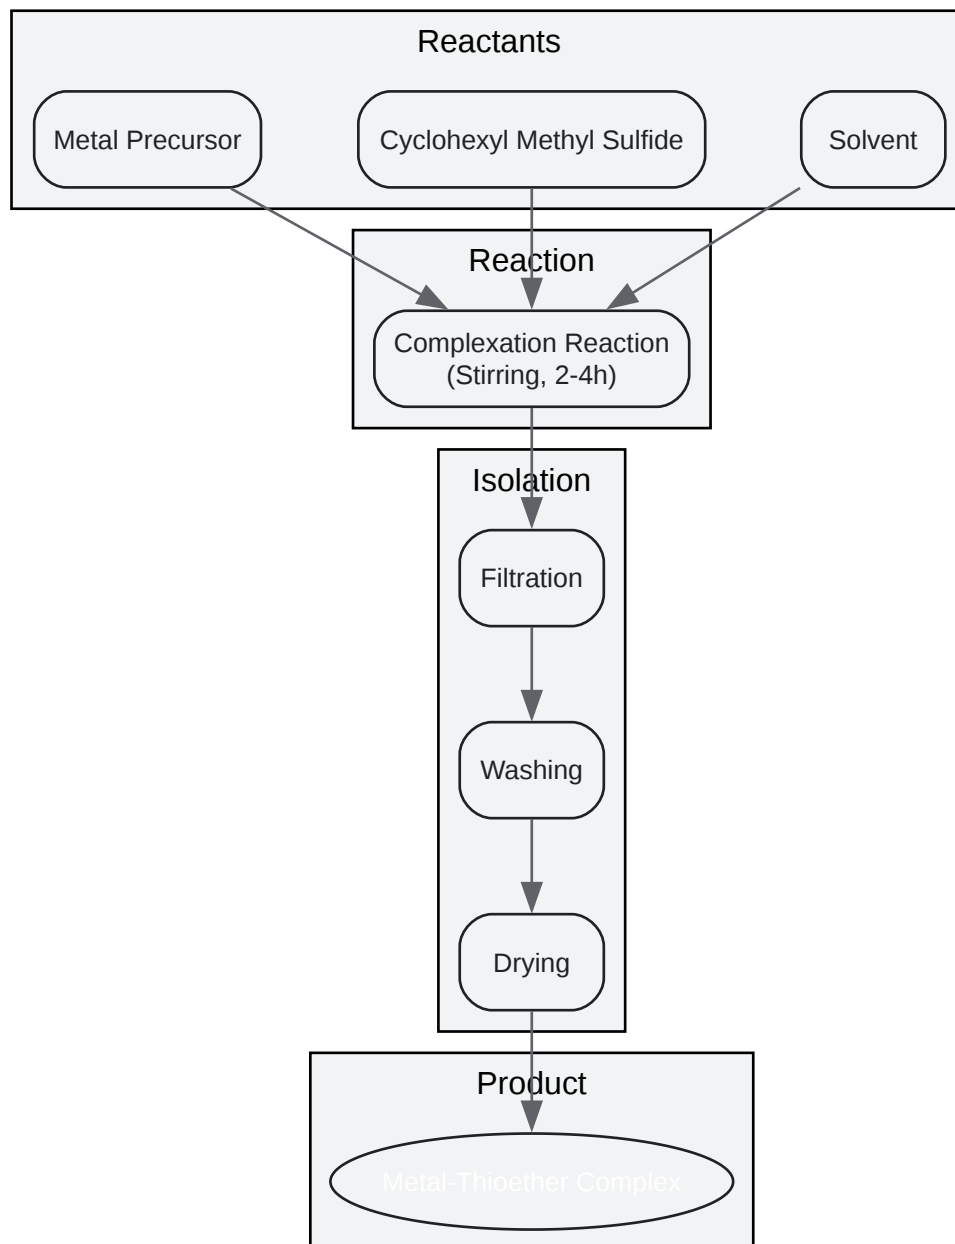 Reactants
Metal Precursor
Cyclohexyl Methyl Sulfide
Solvent
Reaction
Complexation Reaction
(Stirring, 2-4h)
Isolation
Filtration
Washing
Drying
Product
Metal-Thioether Complex